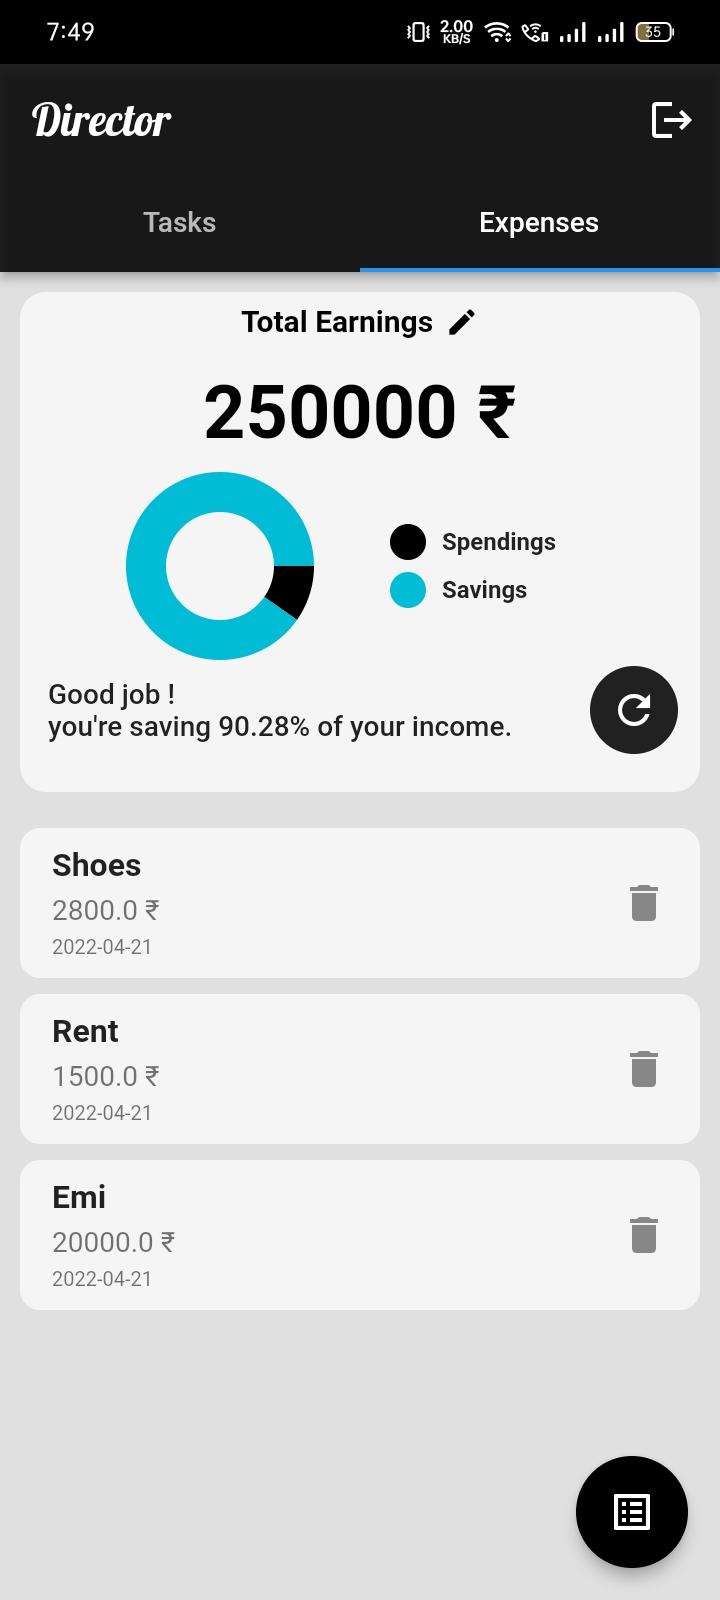 7:49
2.00
KB/S
35
Director
Tasks
Expenses
Total Earnings
250000 ₹
Spendings
Savings
Good job !
you're saving 90.28% of your income.
Shoes
2800.0 ₹
2022-04-21
Rent
1500.0 ₹
2022-04-21
Emi
20000.0 ₹
2022-04-21